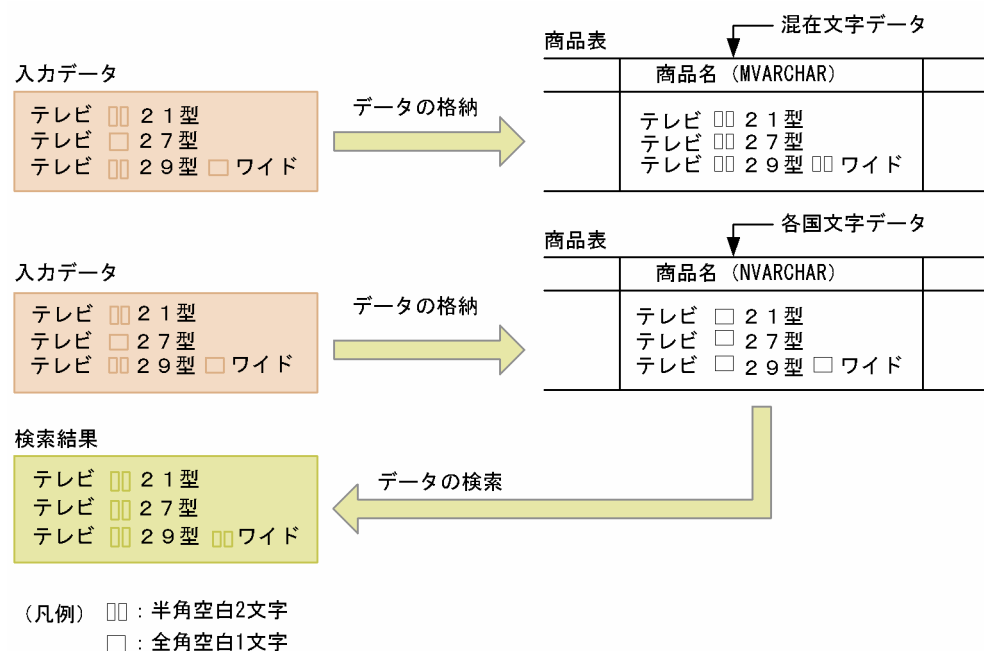 混在文字データ
商品表
入力データ
商品名（MVARCHAR）
テレビ □□ ２１型
テレビ □ ２７型
テレビ □□ ２９型 □ ワイド
データの格納
テレビ □□ ２１型
テレビ □□ ２７型
テレビ □□ ２９型 □□ ワイド
各国文字データ
商品表
入力データ
商品名（NVARCHAR）
テレビ □□ ２１型
テレビ □ ２７型
テレビ □□ ２９型 □ ワイド
データの格納
テレビ □ ２１型
テレビ □ ２７型
テレビ □ ２９型 □ ワイド
検索結果
テレビ □□ ２１型
テレビ □□ ２７型
テレビ □□ ２９型 □□ ワイド
データの検索
（凡例） □□：半角空白2文字
□：全角空白1文字